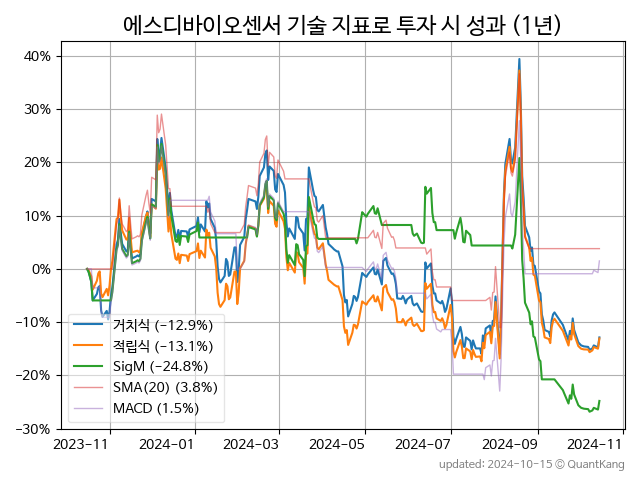 에스디바이오센서 기술 지표로 투자 시 성과 (1년)
40%
30%
20%
10%
0%
−10%
−20%
−30%
거치식 (−12.9%)
적립식 (−13.1%)
SigM (−24.8%)
SMA(20) (3.8%)
MACD (1.5%)
2023-11 2024-01 2024-03 2024-05 2024-07 2024-09 2024-11
updated: 2024-10-15 © QuantKang